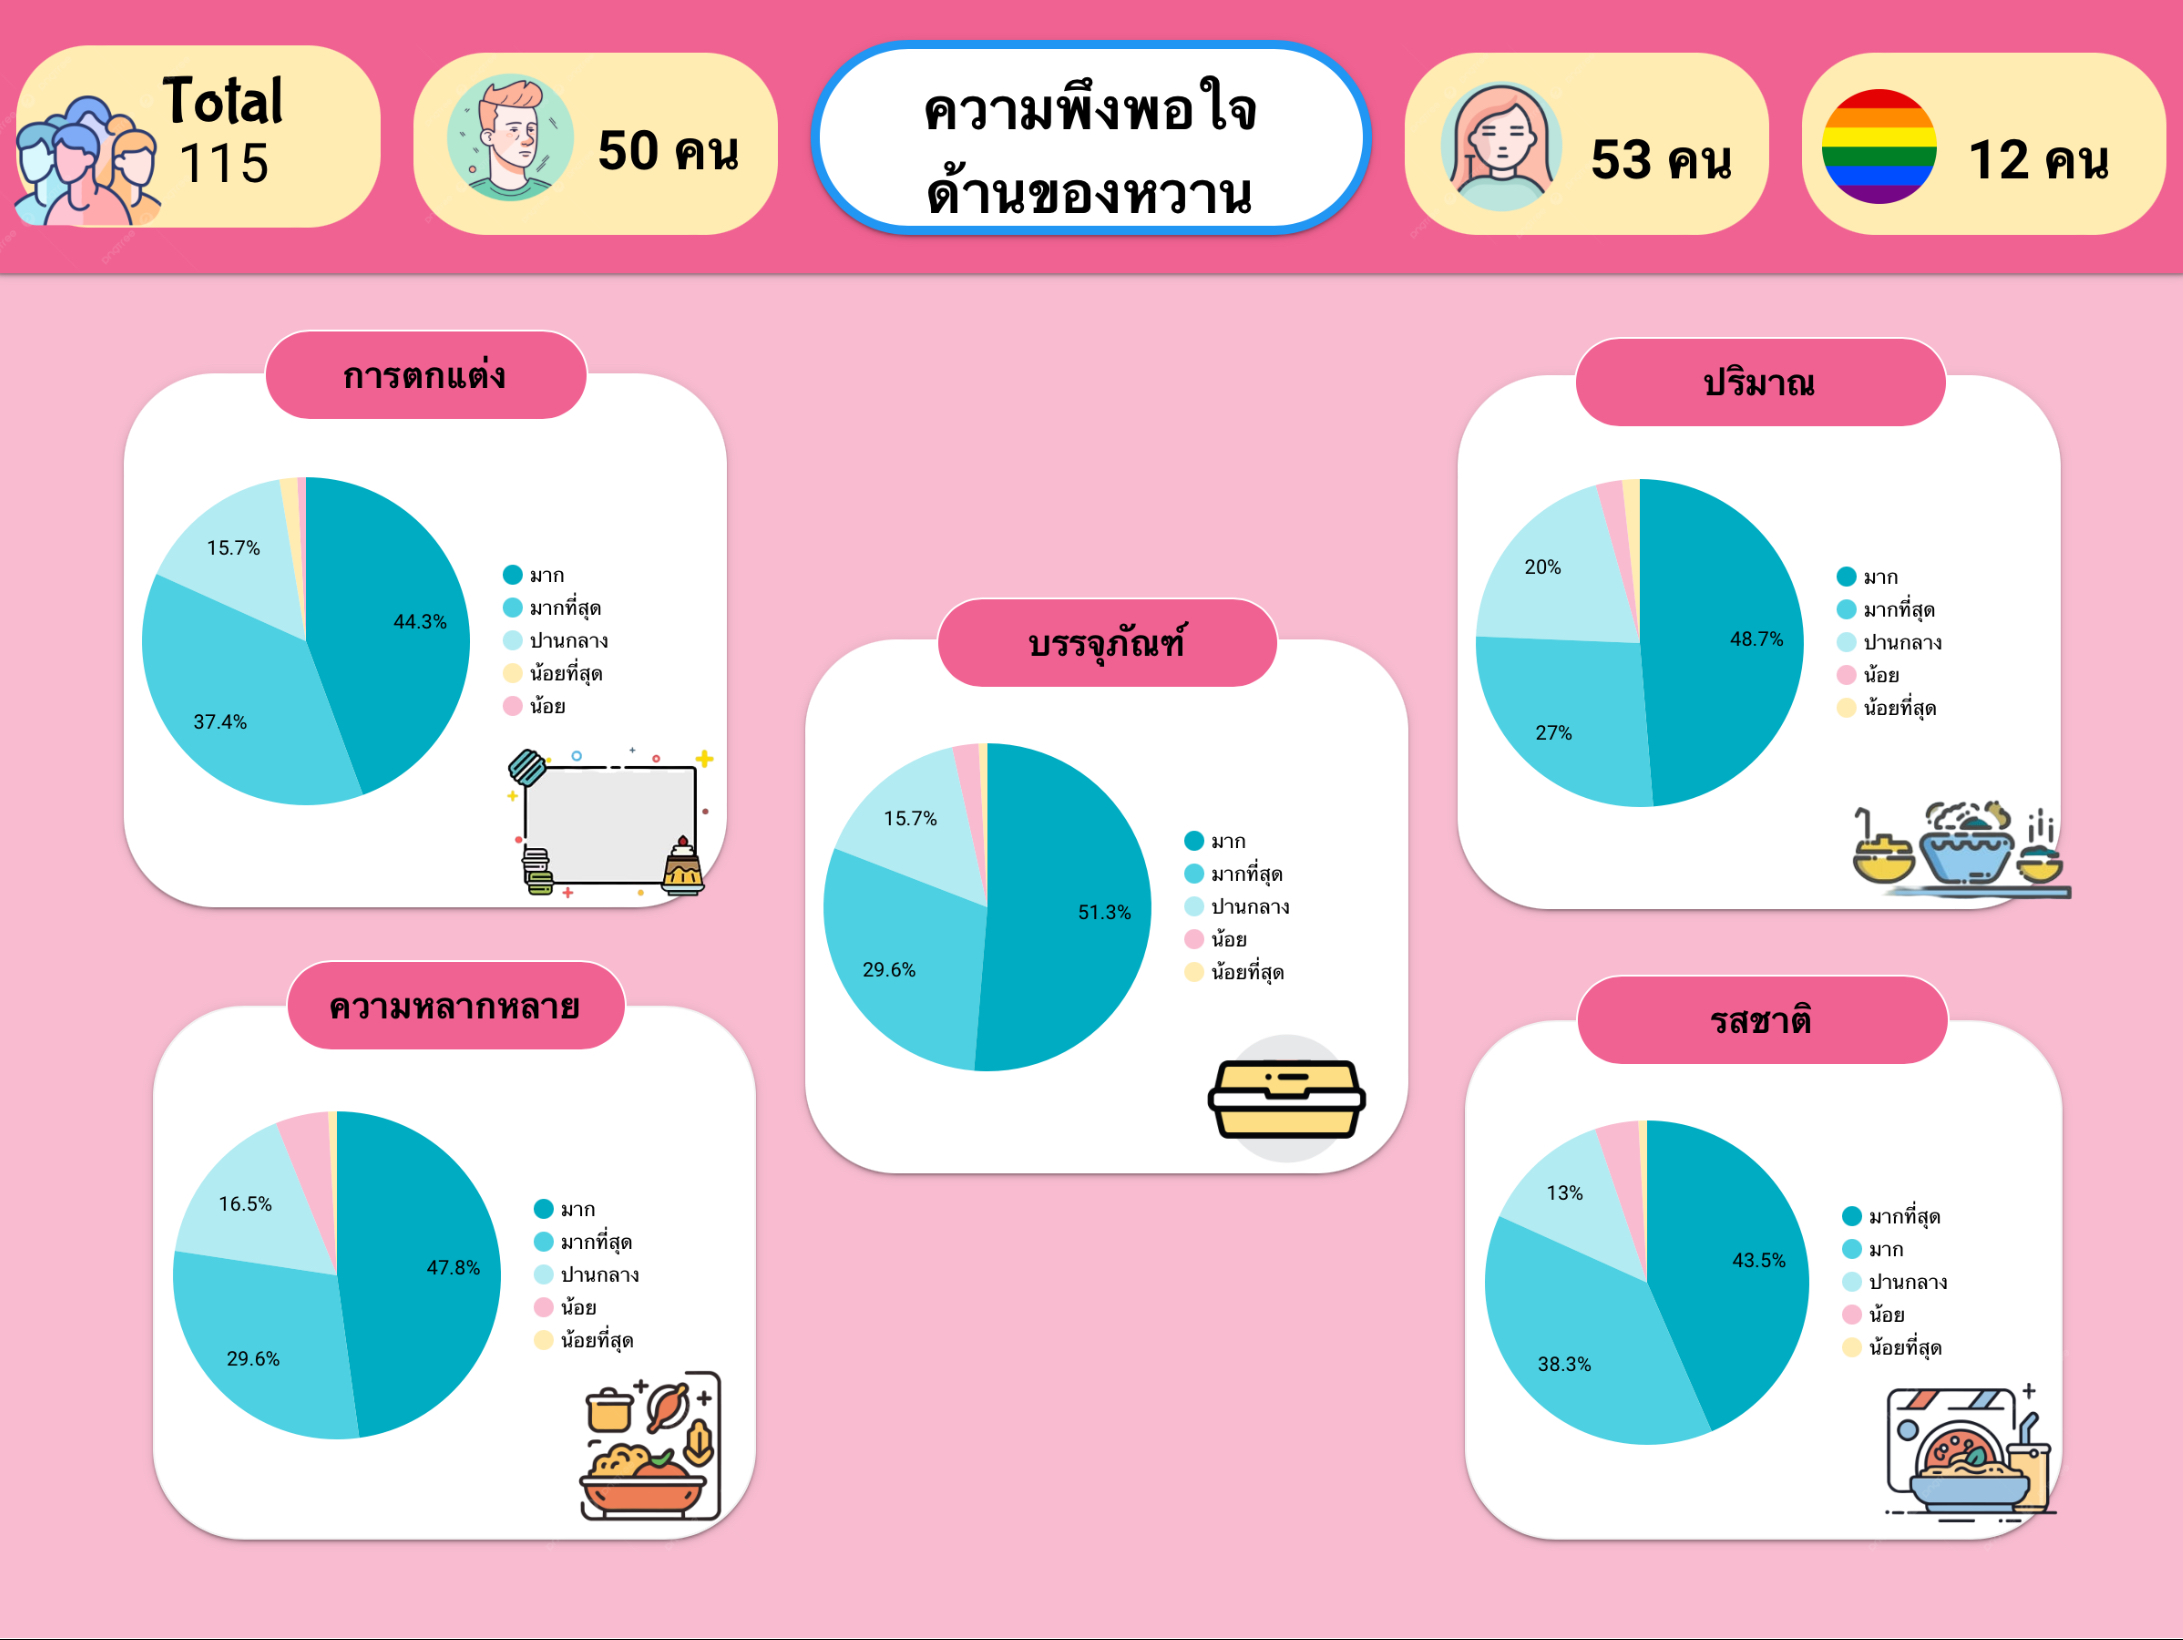 Total
115
50 คน
ความพึงพอใจ
ด้านของหวาน
53 คน
12 คน
การตกแต่ง
15.7%
44.3%
37.4%
มาก
มากที่สุด
ปานกลาง
น้อยที่สุด
น้อย
ปริมาณ
20%
48.7%
27%
มาก
มากที่สุด
ปานกลาง
น้อย
น้อยที่สุด
บรรจุภัณฑ์
15.7%
51.3%
29.6%
มาก
มากที่สุด
ปานกลาง
น้อย
น้อยที่สุด
ความหลากหลาย
16.5%
47.8%
29.6%
มาก
มากที่สุด
ปานกลาง
น้อย
น้อยที่สุด
รสชาติ
13%
43.5%
38.3%
มากที่สุด
มาก
ปานกลาง
น้อย
น้อยที่สุด